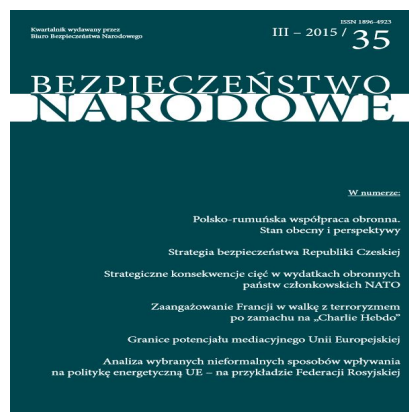 ISSN 1896-4923
Kwartalnik wydawany przez
Biuro Bezpieczeństwa Narodowego
III – 2015 / 35
BEZPIECZEŃSTWO
NARODOWE
W numerze:
Polsko-rumuńska współpraca obronna.
Stan obecny i perspektywy
Strategia bezpieczeństwa Republiki Czeskiej
Strategiczne konsekwencje cięć w wydatkach obronnych
państw członkowskich NATO
Zaangażowanie Francji w walkę z terroryzmem
po zamachu na „Charlie Hebdo”
Granice potencjału mediacyjnego Unii Europejskiej
Analiza wybranych nieformalnych sposobów wpływania
na politykę energetyczną UE – na przykładzie Federacji Rosyjskiej